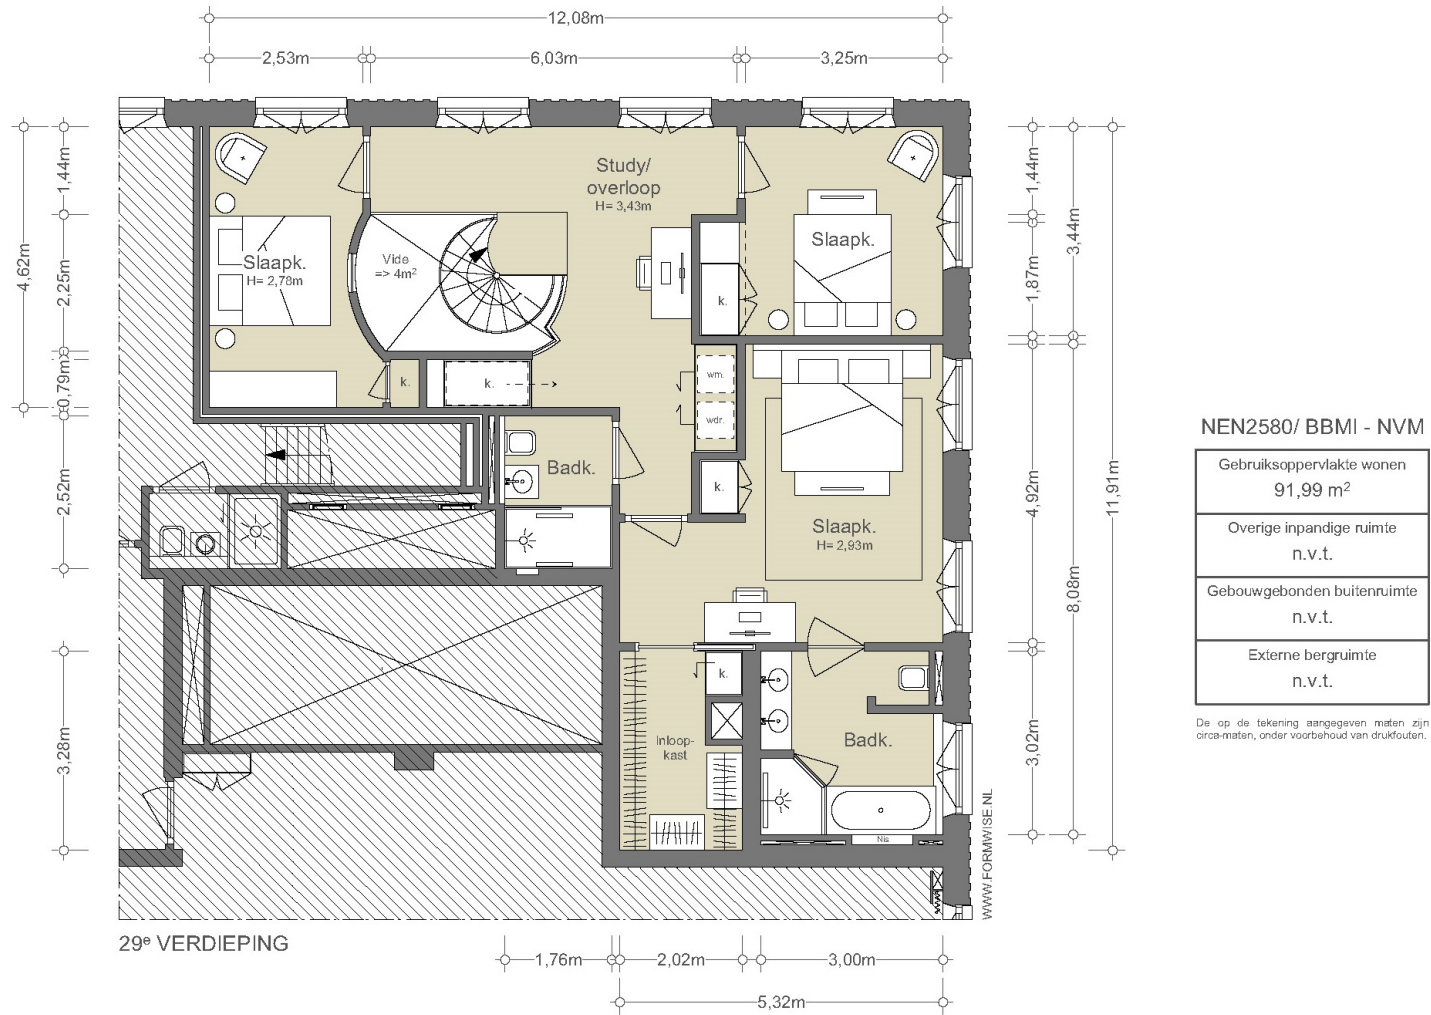 12,08m
2,53m
6,03m
3,25m
4,62m
1,44m
2,25m
0,79m
2,52m
3,28m
Study/
overloop
H= 3,43m
Slaapk.
H= 2,78m
Vide
=> 4m²
Slaapk.
k.
k.
k.
wm.
wdr.
k.
Badk.
Slaapk.
H= 2,93m
k.
Inloop-
kast
Badk.
Nis
1,44m
1,87m
3,44m
4,92m
11,91m
8,08m
3,02m
WWW.FORMWISE.NL
NEN2580/ BBMI - NVM
Gebruiksoppervlakte wonen
91,99 m²
Overige inpandige ruimte
n.v.t.
Gebouwgebonden buitenruimte
n.v.t.
Externe bergruimte
n.v.t.
De op de tekening aangegeven maten zijn
circa-maten, onder voorbehoud van drukfouten.
29ᵉ VERDIEPING
1,76m
2,02m
3,00m
5,32m